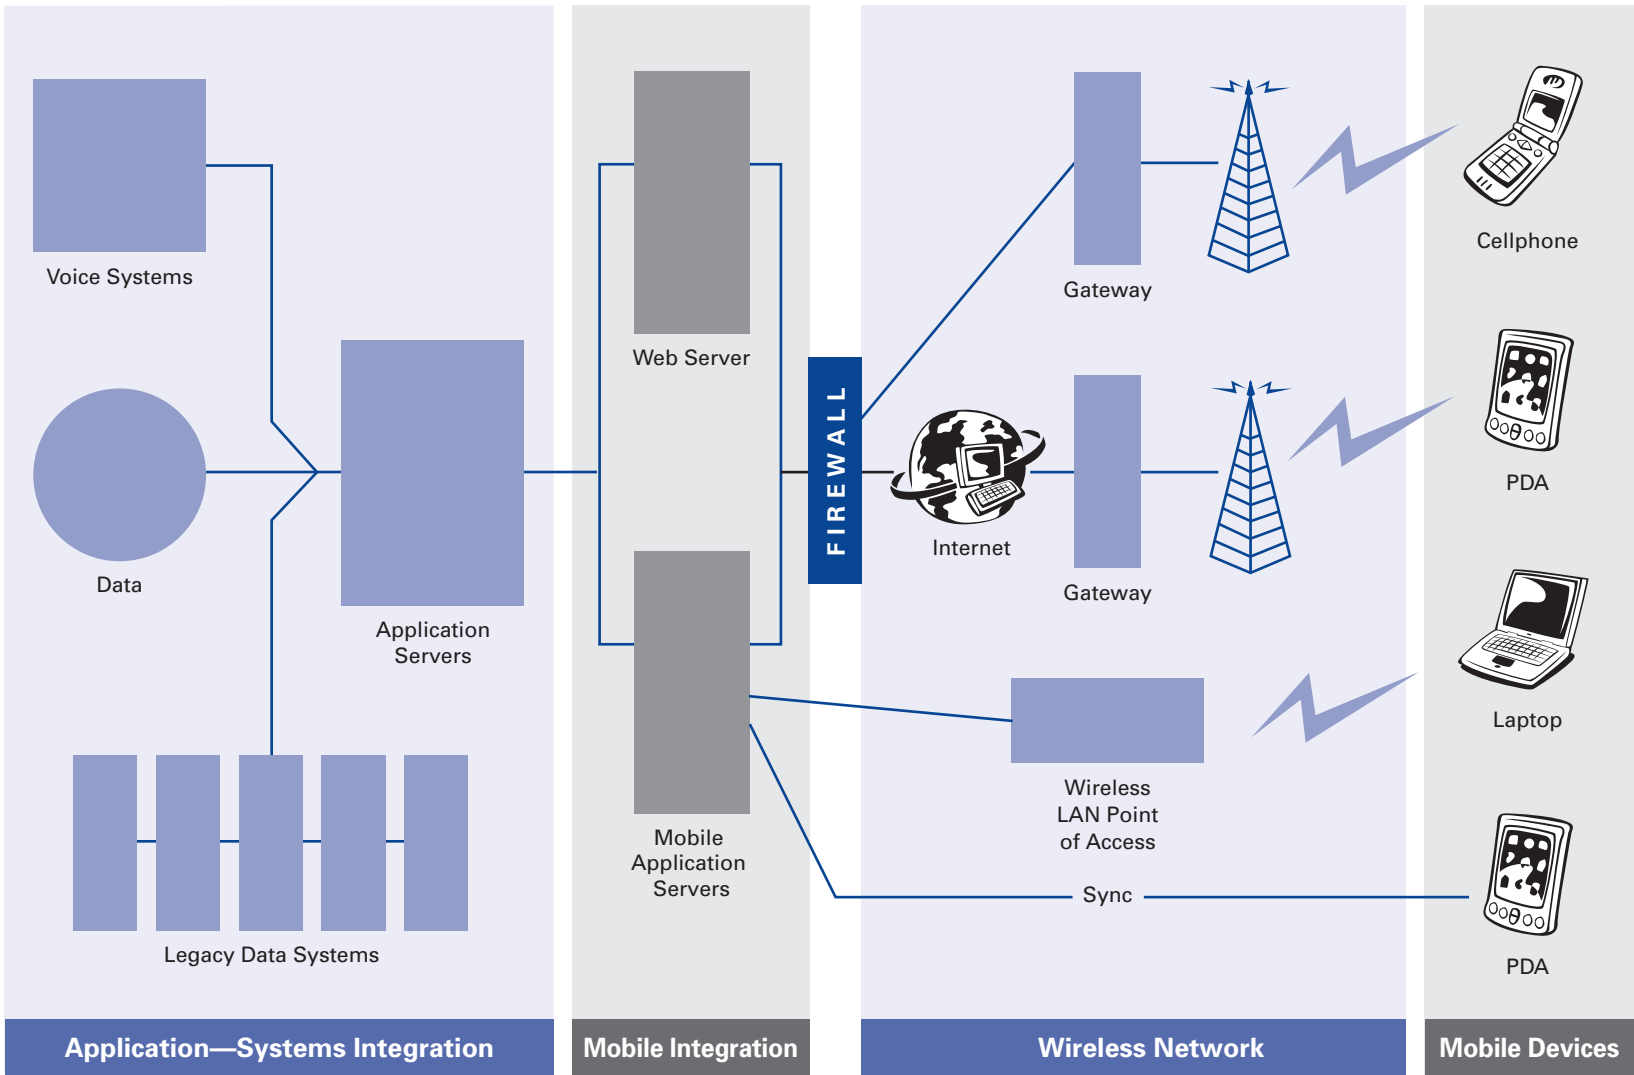 Voice Systems
Data
Application
Servers
Legacy Data Systems
Application—Systems Integration
Web Server
Mobile
Application
Servers
Mobile Integration
FIREWALL
Gateway
Internet
Gateway
Wireless
LAN Point
of Access
Sync
Wireless Network
Cellphone
PDA
Laptop
PDA
Mobile Devices